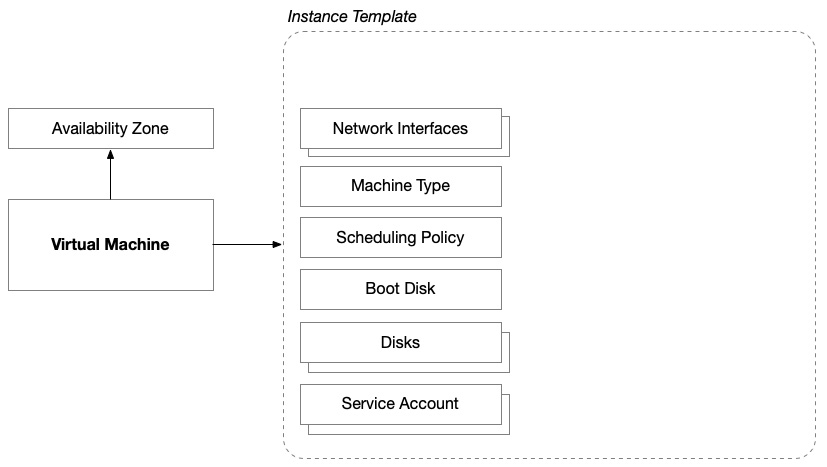 Instance Template
Availability Zone
Virtual Machine
Network Interfaces
Machine Type
Scheduling Policy
Boot Disk
Disks
Service Account